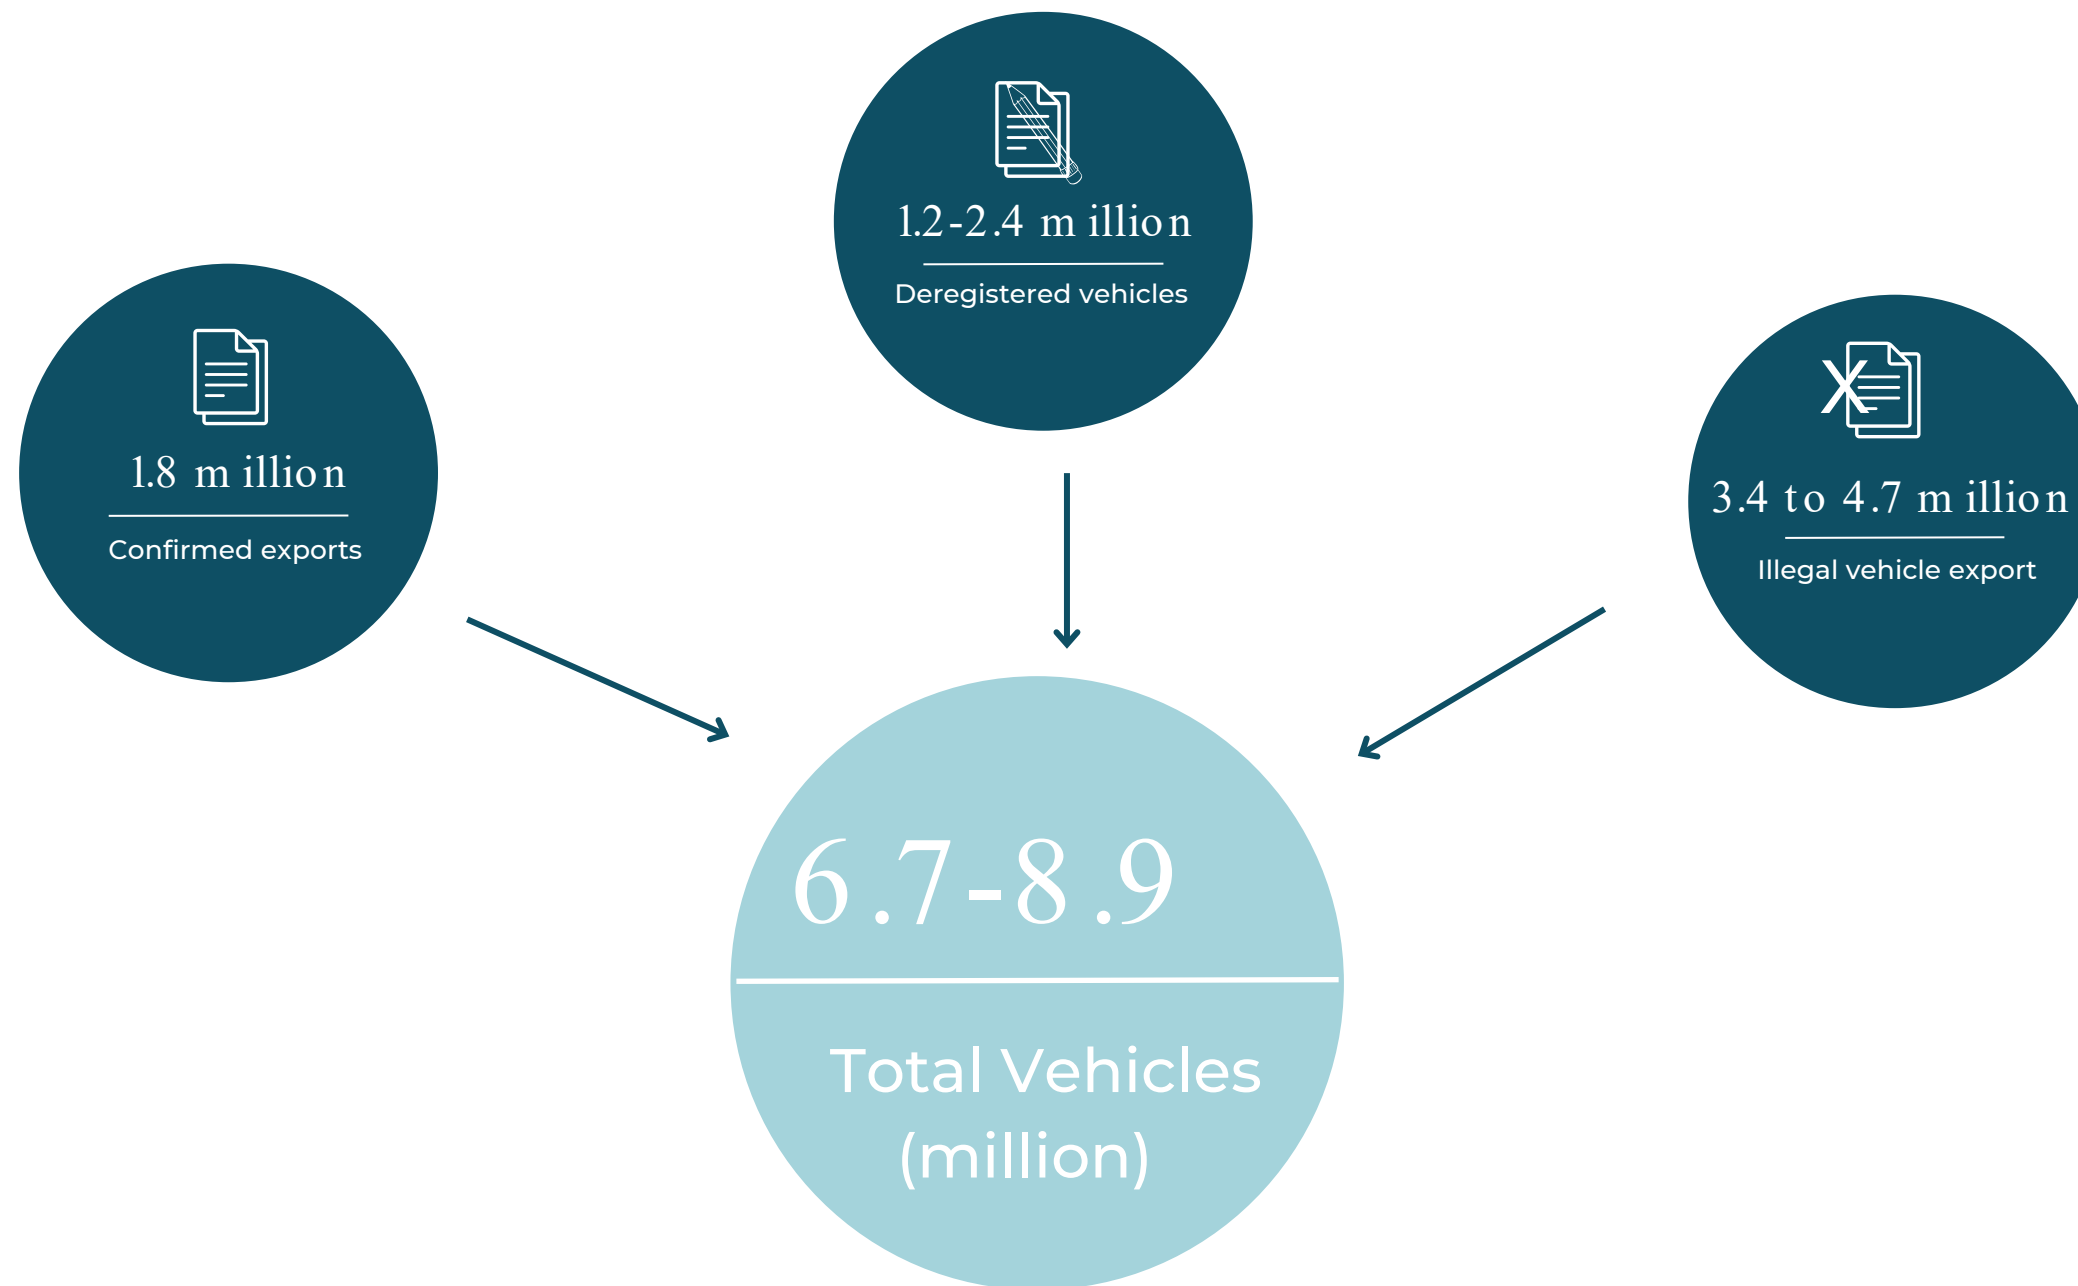 1.2-2.4 million
Deregistered vehicles
1.8 million
Confirmed exports
X
3.4 to 4.7 million
Illegal vehicle export
6.7-8.9
Total Vehicles
(million)